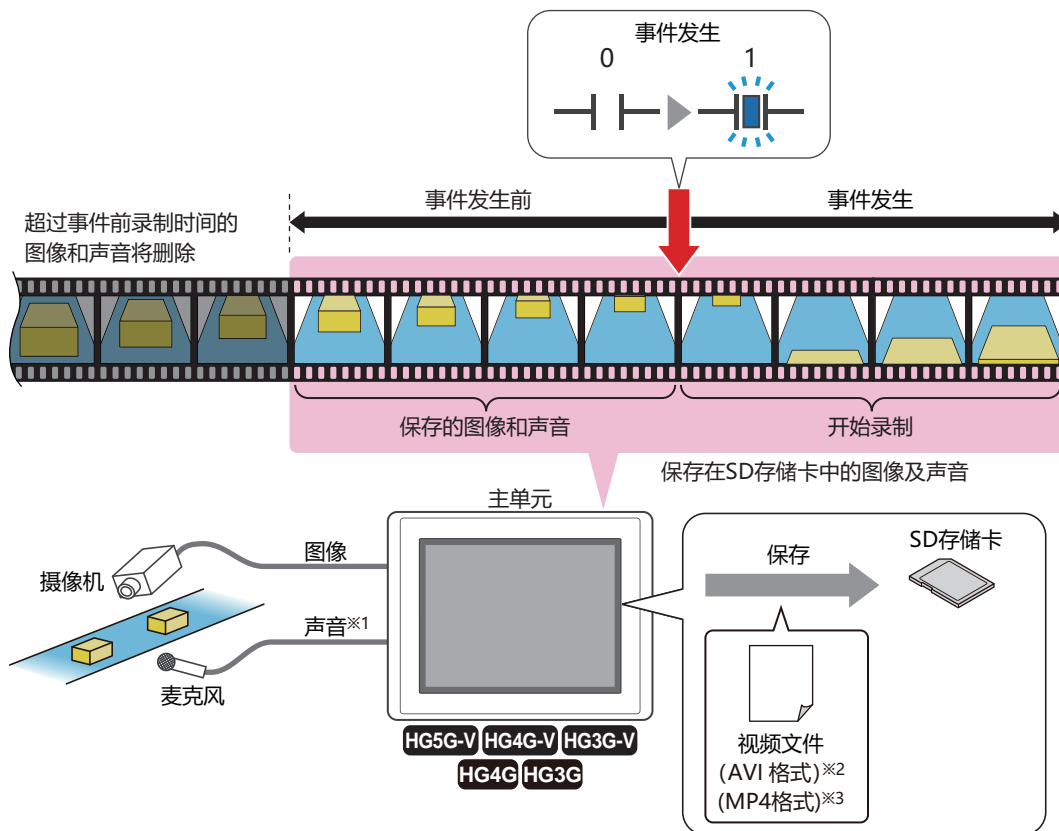 事件发生
0
1
事件发生前
事件发生
超过事件前录制时间的
图像和声音将删除
保存的图像和声音
开始录制
保存在SD存储卡中的图像及声音
主单元
图像
摄像机
声音※1
麦克风
HG5G-V HG4G-V HG3G-V
HG4G HG3G
保存
SD存储卡
视频文件
(AVI 格式)※2
(MP4格式)※3